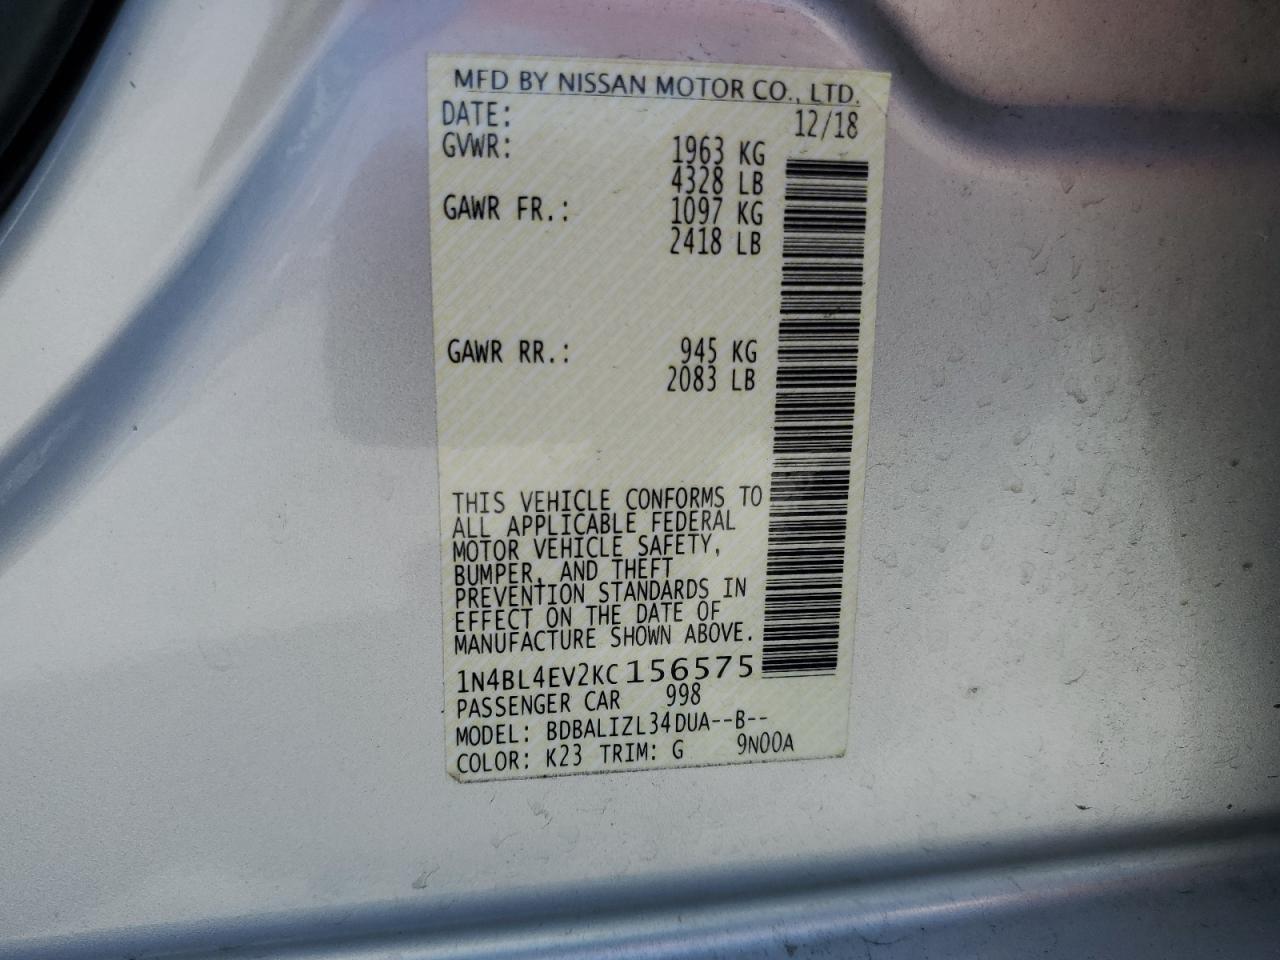 MFD BY NISSAN MOTOR CO., LTD.
DATE: 12/18
GVWR: 1963 KG
4328 LB
GAWR FR.: 1097 KG
2418 LB
GAWR RR.: 945 KG
2083 LB
THIS VEHICLE CONFORMS TO
ALL APPLICABLE FEDERAL
MOTOR VEHICLE SAFETY,
BUMPER, AND THEFT
PREVENTION STANDARDS IN
EFFECT ON THE DATE OF
MANUFACTURE SHOWN ABOVE.
1N4BL4EV2KC156575
PASSENGER CAR 998
MODEL: BDBALIZL34DUA--B--
COLOR: K23 TRIM: G 9N00A